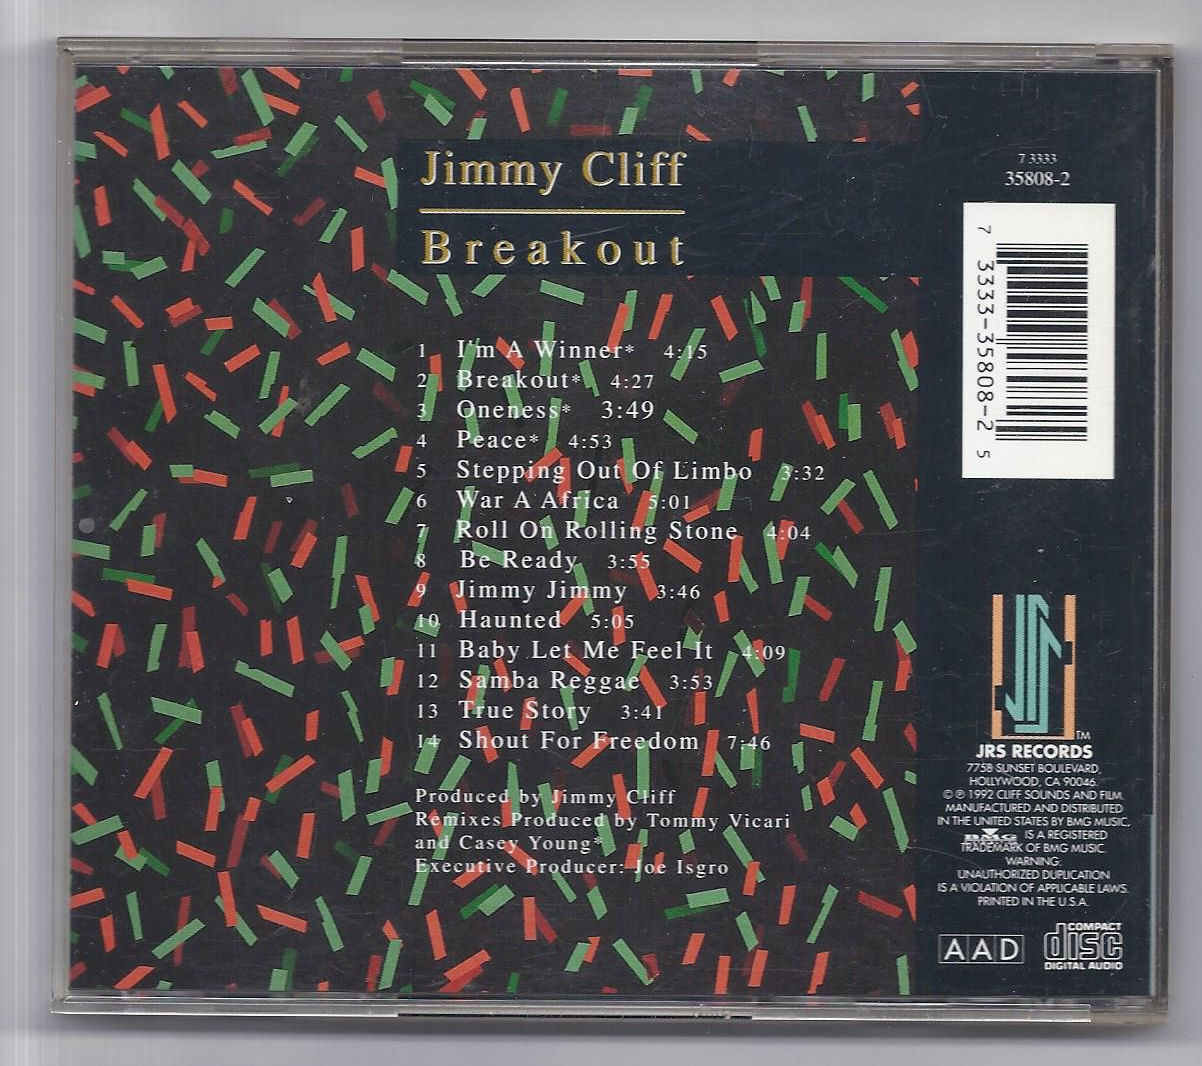 Jimmy Cliff
Breakout
1 I'm A Winner* 4:15
2 Breakout* 4:27
3 Oneness* 3:49
4 Peace* 4:53
5 Stepping Out Of Limbo 3:32
6 War A Africa 5:01
7 Roll On Rolling Stone 4:04
8 Be Ready 3:55
9 Jimmy Jimmy 3:46
10 Haunted 5:05
11 Baby Let Me Feel It 4:09
12 Samba Reggae 3:53
13 True Story 3:41
14 Shout For Freedom 7:46
Produced by Jimmy Cliff
Remixes Produced by Tommy Vicari
and Casey Young*
Executive Producer: Joe Isgro
7 3333
35808-2
7 3333-35808-2 5
TM
JRS RECORDS
7758 SUNSET BOULEVARD,
HOLLYWOOD, CA 90046.
© ℗ 1992 CLIFF SOUNDS AND FILM.
MANUFACTURED AND DISTRIBUTED
IN THE UNITED STATES BY BMG MUSIC.
BMG IS A REGISTERED
TRADEMARK OF BMG MUSIC.
WARNING:
UNAUTHORIZED DUPLICATION
IS A VIOLATION OF APPLICABLE LAWS.
PRINTED IN THE U.S.A.
AAD
COMPACT
disc
DIGITAL AUDIO